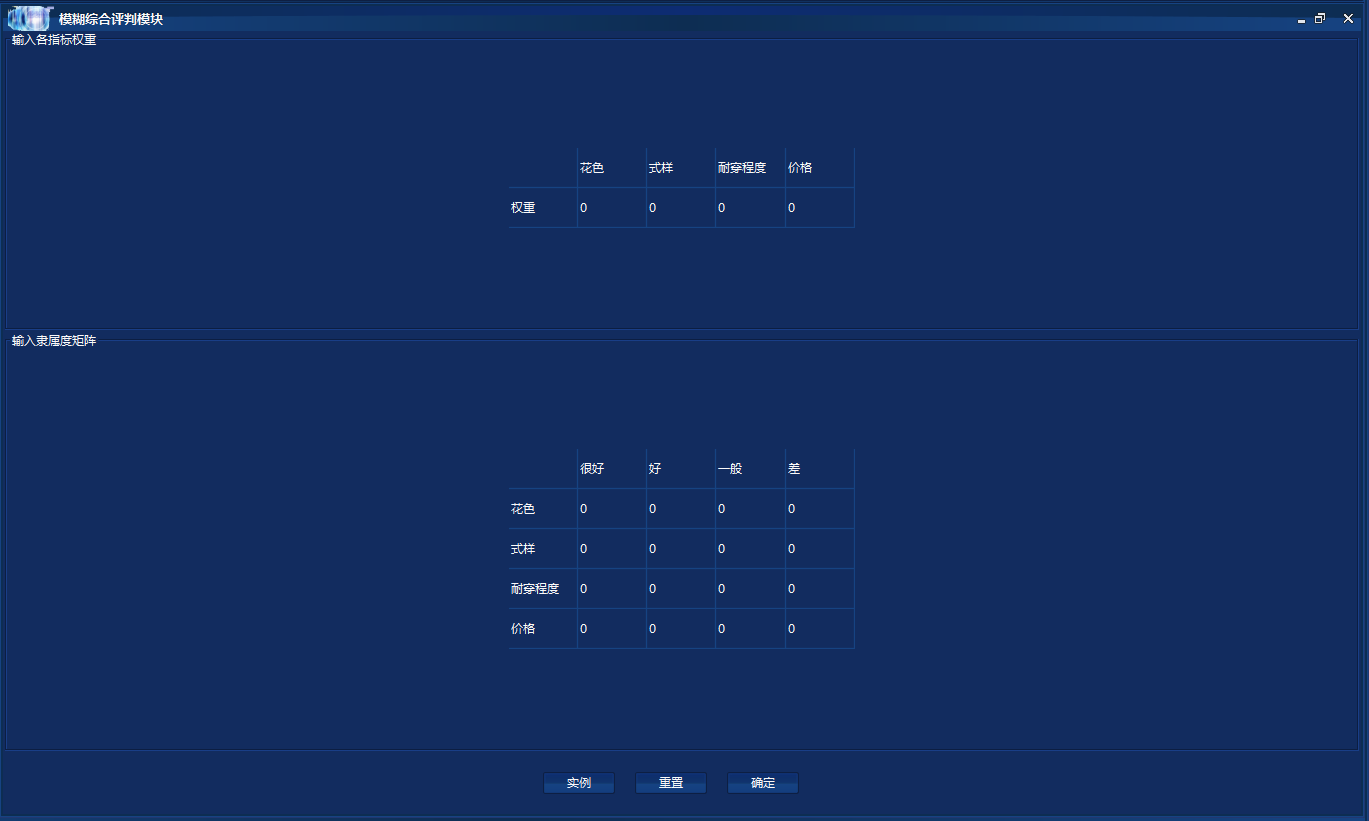 模糊综合评判模块
输入各指标权重
花色 式样 耐穿程度 价格
权重 0 0 0 0
输入隶属度矩阵
很好 好 一般 差
花色 0 0 0 0
式样 0 0 0 0
耐穿程度 0 0 0 0
价格 0 0 0 0
实例 重置 确定